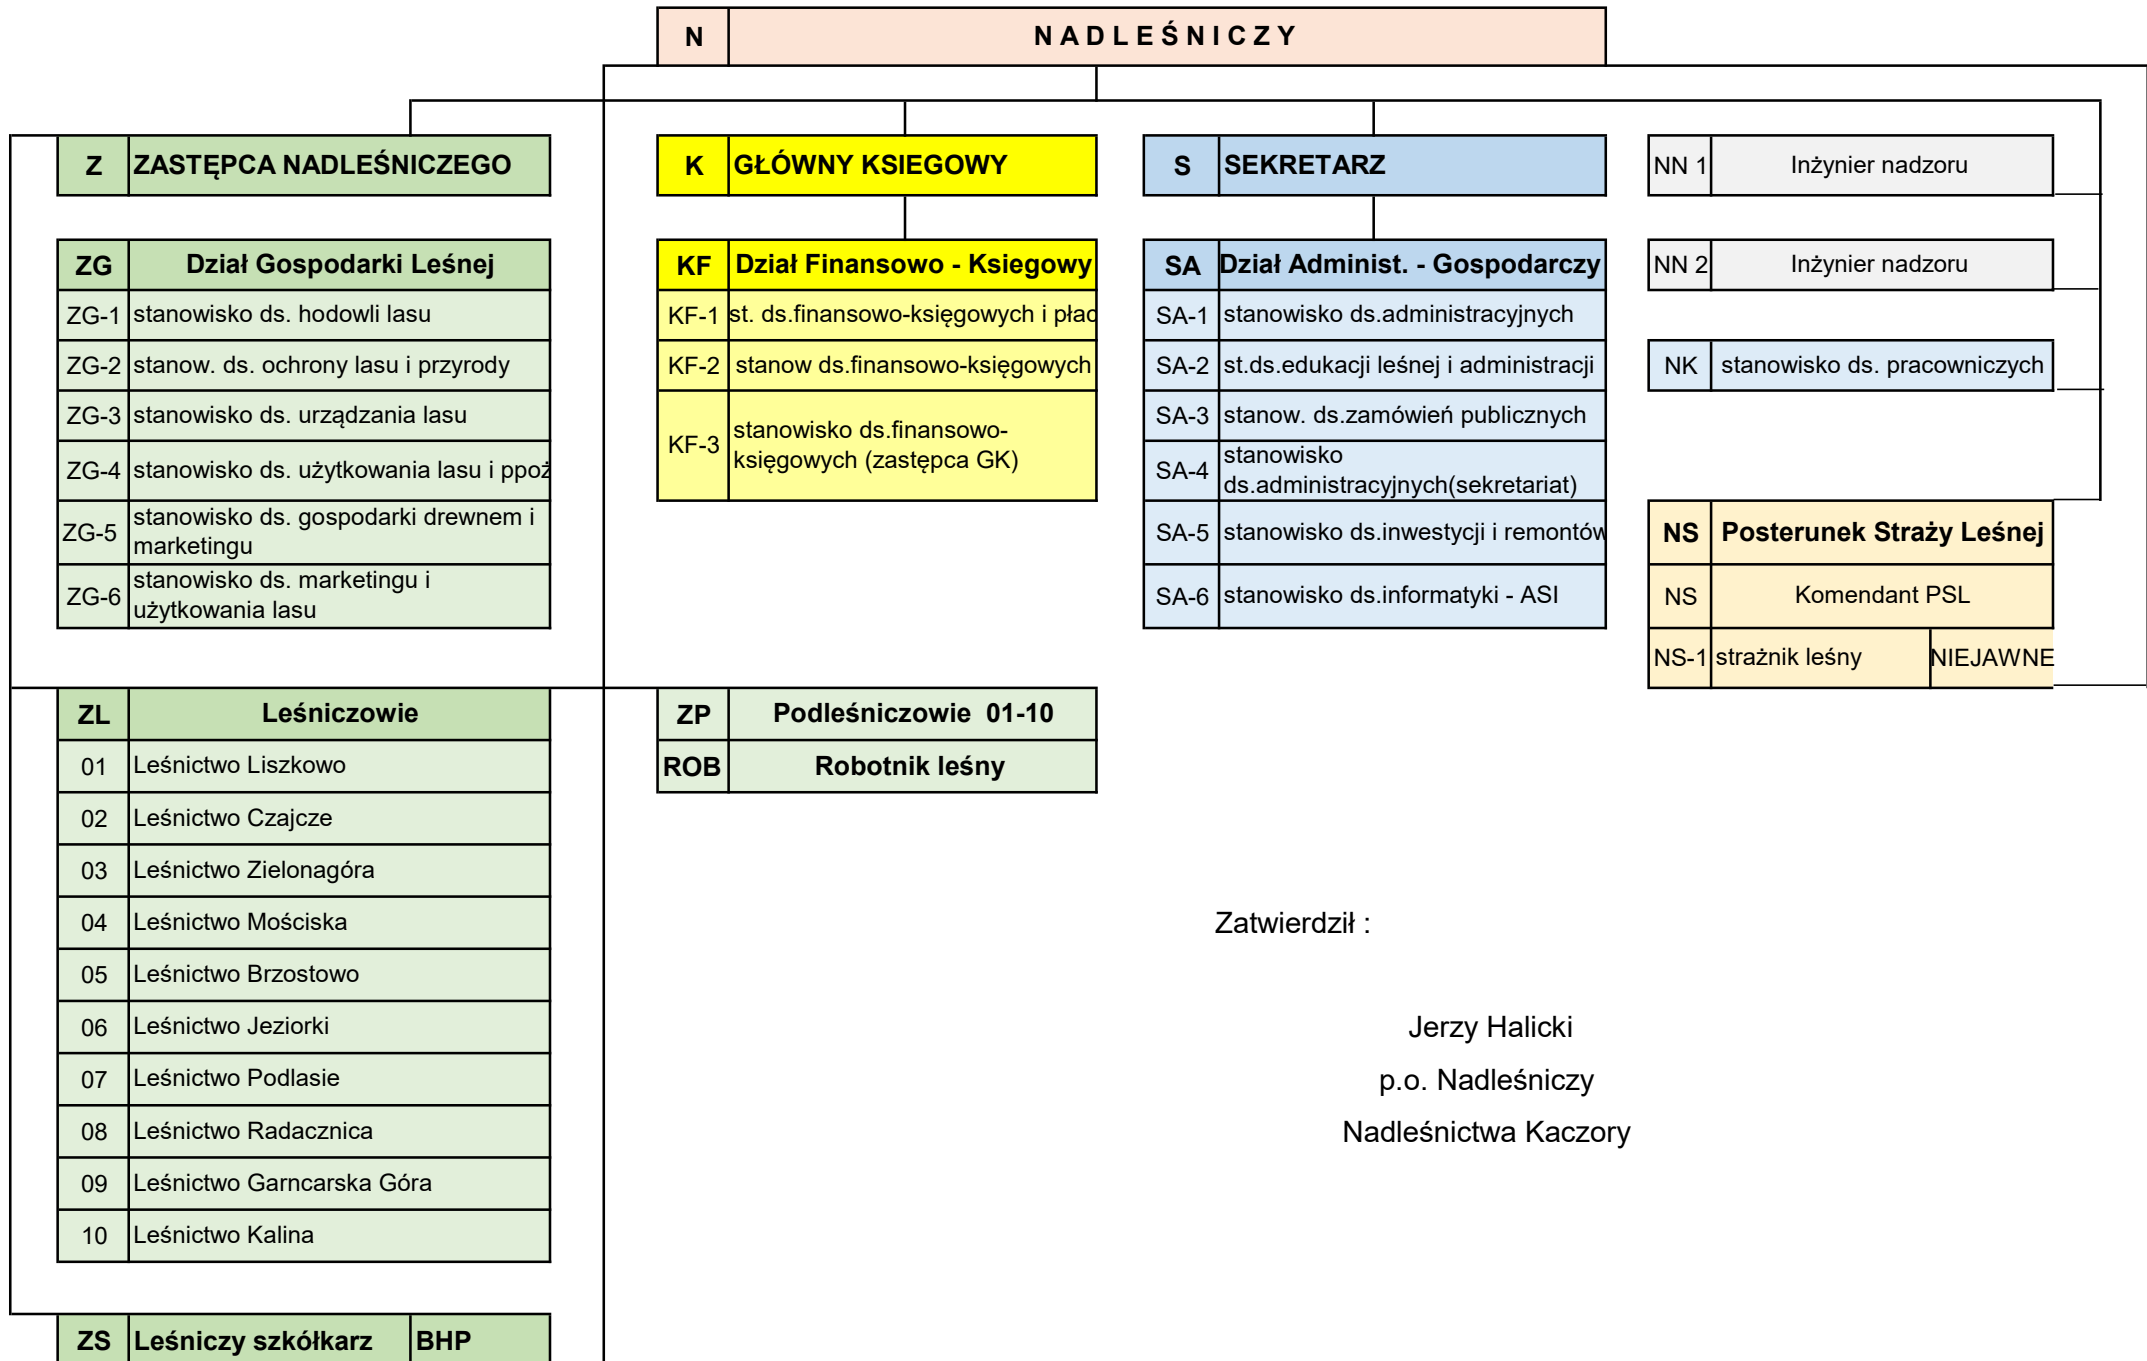 N NADLEŚNICZY
Z ZASTĘPCA NADLEŚNICZEGO
K GŁÓWNY KSIEGOWY
S SEKRETARZ
NN 1 Inżynier nadzoru
ZG Dział Gospodarki Leśnej
ZG-1 stanowisko ds. hodowli lasu
ZG-2 stanow. ds. ochrony lasu i przyrody
ZG-3 stanowisko ds. urządzania lasu
ZG-4 stanowisko ds. użytkowania lasu i ppoż
ZG-5 stanowisko ds. gospodarki drewnem i
marketingu
ZG-6 stanowisko ds. marketingu i
użytkowania lasu
KF Dział Finansowo - Ksiegowy
KF-1 st. ds.finansowo-księgowych i płac
KF-2 stanow ds.finansowo-księgowych
KF-3 stanowisko ds.finansowo-
księgowych (zastępca GK)
SA Dział Administ. - Gospodarczy
SA-1 stanowisko ds.administracyjnych
SA-2 st.ds.edukacji leśnej i administracji
SA-3 stanow. ds.zamówień publicznych
SA-4 stanowisko
ds.administracyjnych(sekretariat)
SA-5 stanowisko ds.inwestycji i remontów
SA-6 stanowisko ds.informatyki - ASI
NN 2 Inżynier nadzoru
NK stanowisko ds. pracowniczych
NS Posterunek Straży Leśnej
NS Komendant PSL
NS-1 strażnik leśny NIEJAWNE
ZL Leśniczowie
01 Leśnictwo Liszkowo
02 Leśnictwo Czajcze
03 Leśnictwo Zielonagóra
04 Leśnictwo Mościska
05 Leśnictwo Brzostowo
06 Leśnictwo Jeziorki
07 Leśnictwo Podlasie
08 Leśnictwo Radacznica
09 Leśnictwo Garncarska Góra
10 Leśnictwo Kalina
ZP Podleśniczowie 01-10
ROB Robotnik leśny
Zatwierdził :
Jerzy Halicki
p.o. Nadleśniczy
Nadleśnictwa Kaczory
ZS Leśniczy szkółkarz BHP